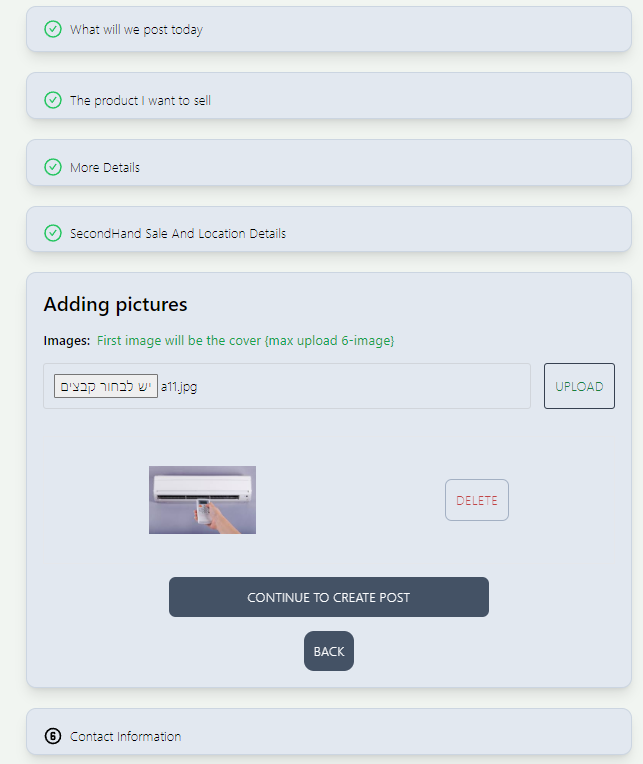 What will we post today
The product I want to sell
More Details
SecondHand Sale And Location Details
Adding pictures
Images: First image will be the cover {max upload 6-image}
יש לבחור קבצים a11.jpg
UPLOAD
DELETE
CONTINUE TO CREATE POST
BACK
6 Contact Information